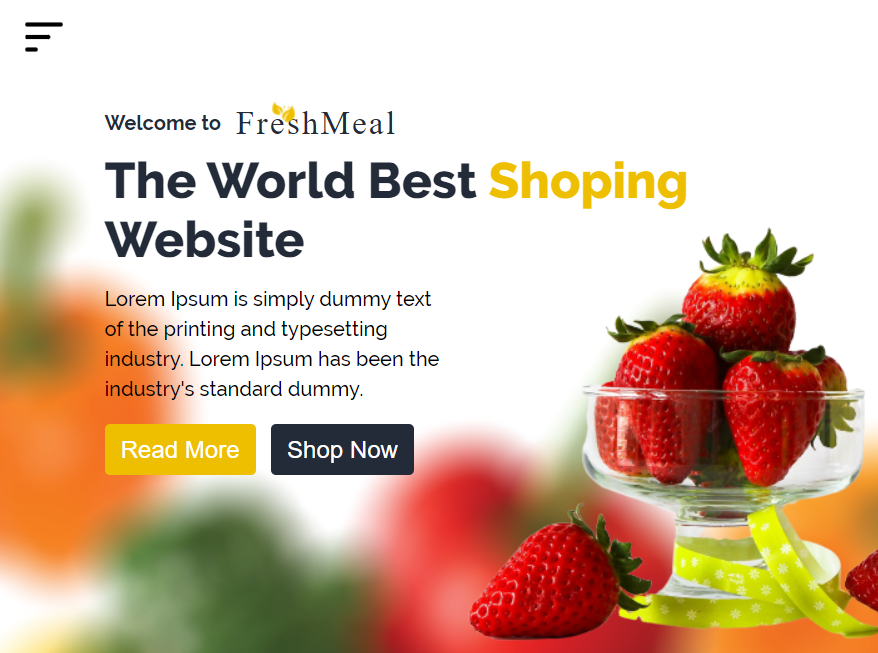 Welcome to FreshMeal
The World Best Shoping
Website
Lorem Ipsum is simply dummy text
of the printing and typesetting
industry. Lorem Ipsum has been the
industry's standard dummy.
Read More Shop Now